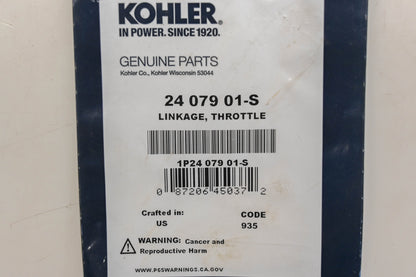 KOHLER®
IN POWER. SINCE 1920.
GENUINE PARTS
Kohler Co., Kohler Wisconsin 53044
24 079 01-S
LINKAGE, THROTTLE
1P24 079 01-S
0 87206 45037 2
Crafted in:
US
CODE
935
WARNING: Cancer and
Reproductive Harm
WWW.P65WARNINGS.CA.GOV